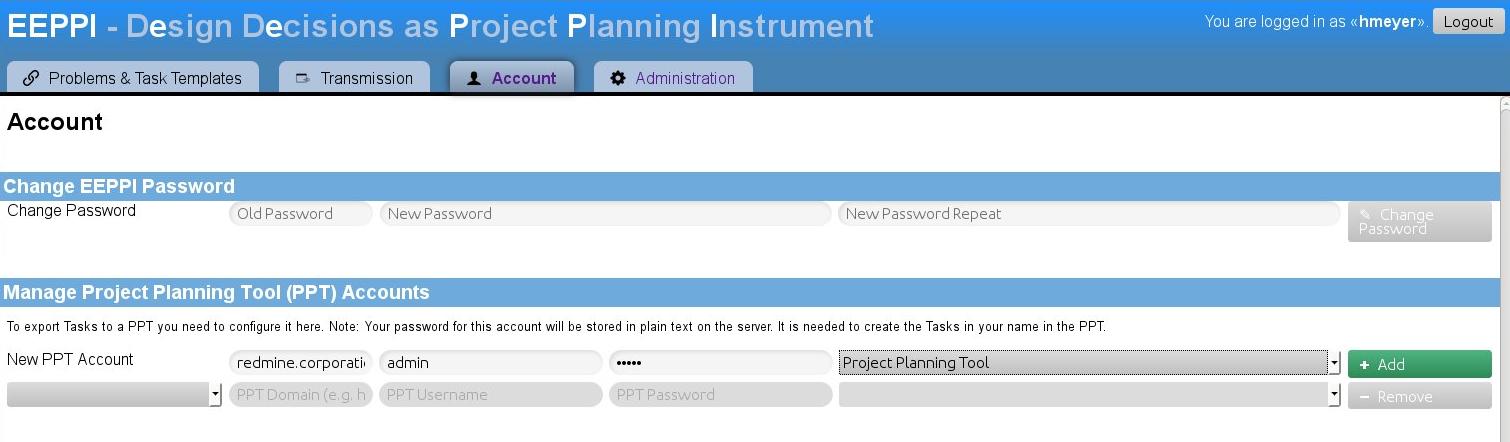 EEPPI - Design Decisions as Project Planning Instrument
You are logged in as «hmeyer». Logout
Problems & Task Templates Transmission Account Administration
Account
Change EEPPI Password
Change Password Old Password New Password New Password Repeat ✎ Change Password
Manage Project Planning Tool (PPT) Accounts
To export Tasks to a PPT you need to configure it here. Note: Your password for this account will be stored in plain text on the server. It is needed to create the Tasks in your name in the PPT.
New PPT Account redmine.corporati admin ••••• Project Planning Tool + Add
PPT Domain (e.g. h PPT Username PPT Password − Remove